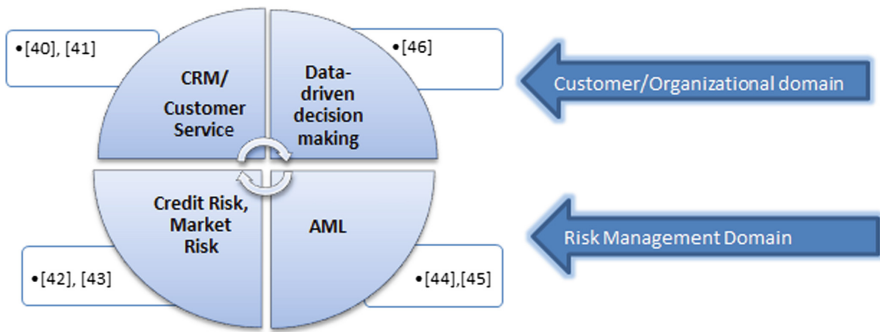 •[40], [41]
CRM/
Customer
Service
Data-
driven
decision
making
•[46]
Customer/Organizational domain
Credit Risk,
Market
Risk
•[42], [43]
AML
•[44],[45]
Risk Management Domain